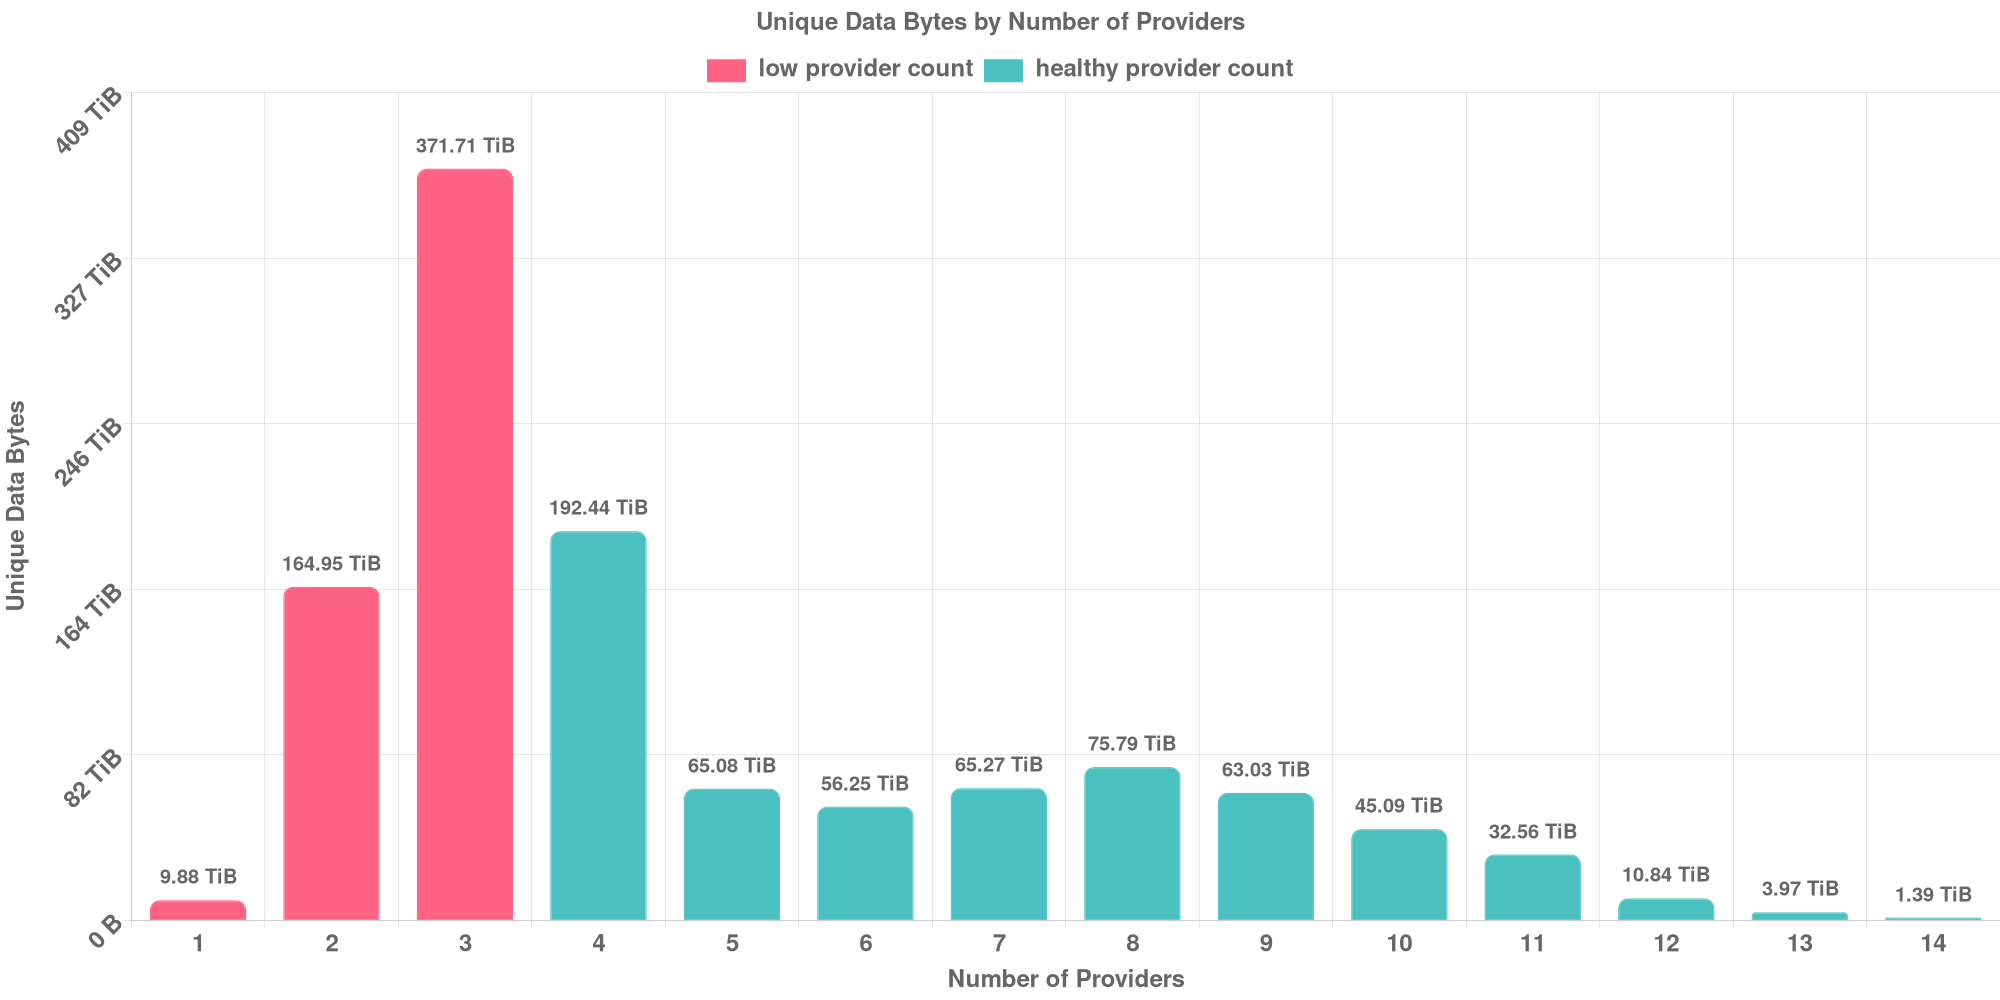 Unique Data Bytes by Number of Providers
low provider count healthy provider count
409 TiB
327 TiB
246 TiB
164 TiB
82 TiB
0 B
Unique Data Bytes
9.88 TiB
164.95 TiB
371.71 TiB
192.44 TiB
65.08 TiB
56.25 TiB
65.27 TiB
75.79 TiB
63.03 TiB
45.09 TiB
32.56 TiB
10.84 TiB
3.97 TiB
1.39 TiB
1 2 3 4 5 6 7 8 9 10 11 12 13 14
Number of Providers